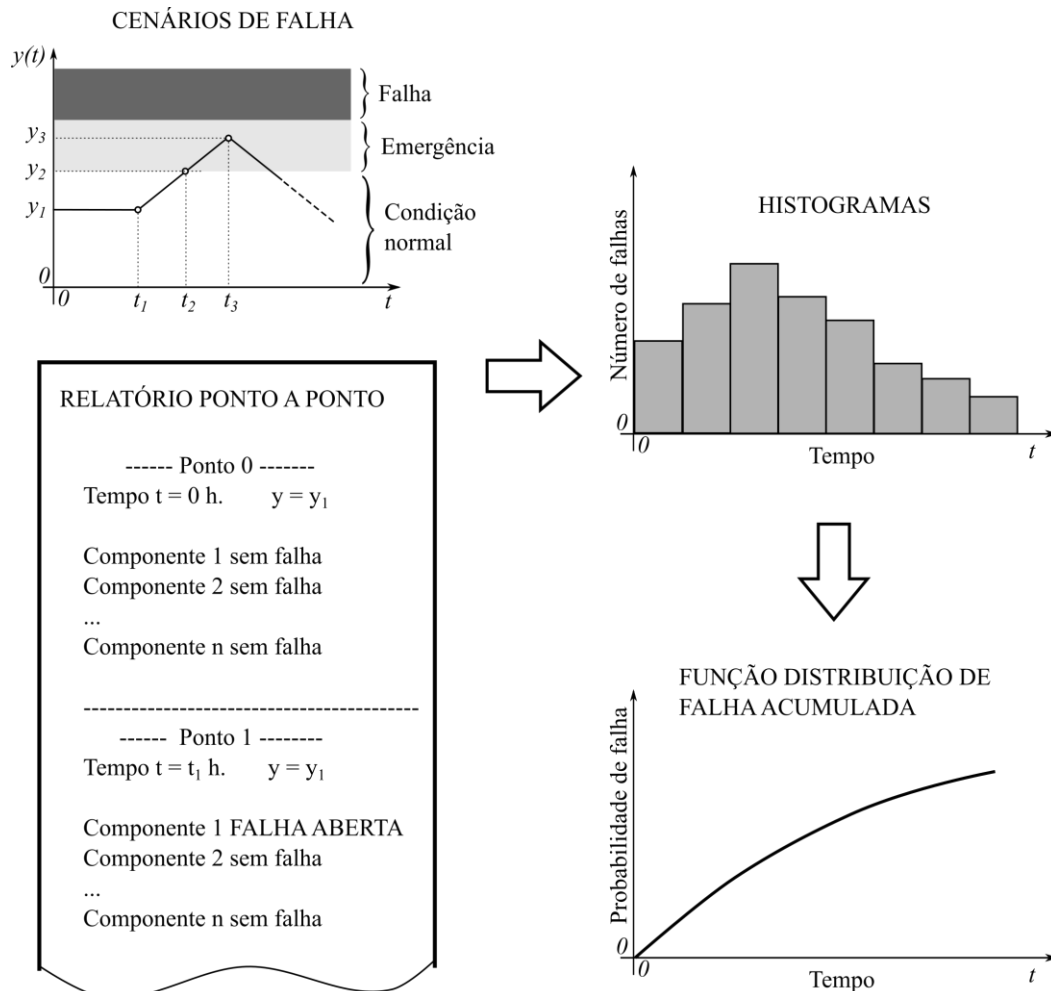 CENÁRIOS DE FALHA
y(t)
Falha
y3
Emergência
y2
y1
Condição
normal
0
0
t1
t2
t3
t
RELATÓRIO PONTO A PONTO
------ Ponto 0 -------
Tempo t = 0 h. y = y1
Componente 1 sem falha
Componente 2 sem falha
...
Componente n sem falha
------------------------------------------
------ Ponto 1 --------
Tempo t = t1 h. y = y1
Componente 1 FALHA ABERTA
Componente 2 sem falha
...
Componente n sem falha
HISTOGRAMAS
Número de falhas
0
0
Tempo
t
FUNÇÃO DISTRIBUIÇÃO DE
FALHA ACUMULADA
Probabilidade de falha
0
0
Tempo
t